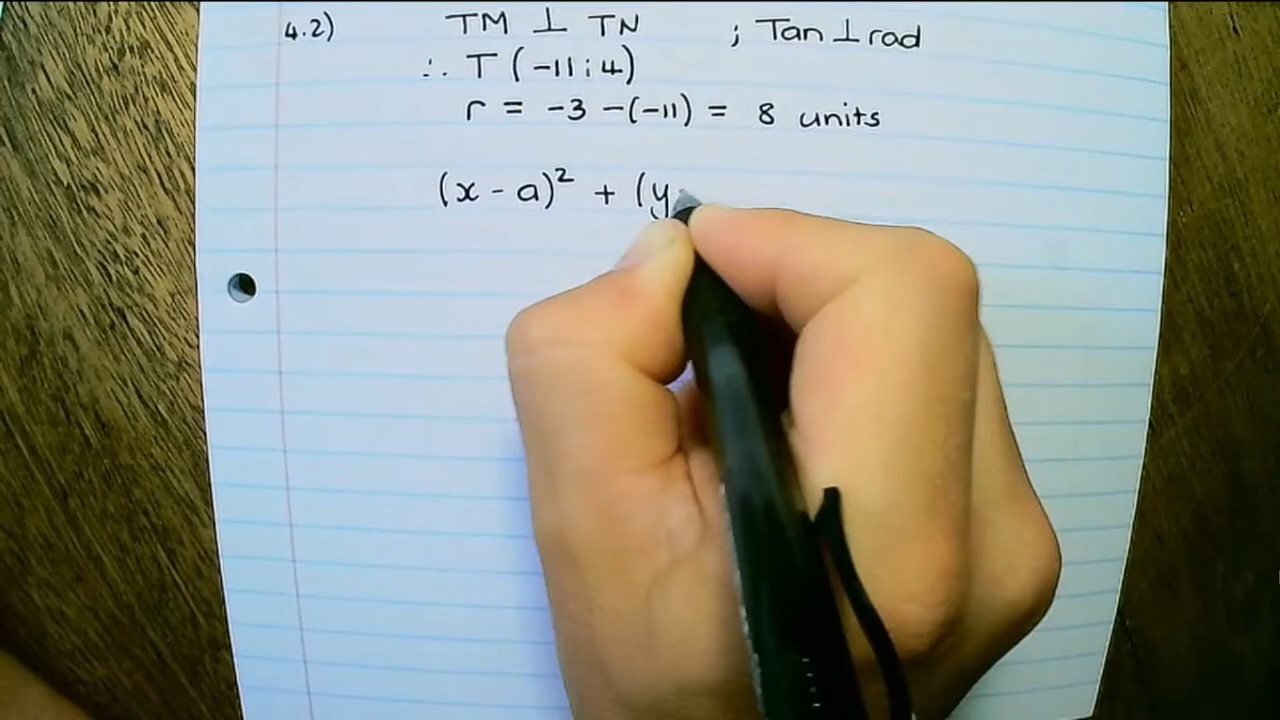 4.2) TM ⊥ TN ; Tan ⊥ rad
∴ T (-11 ; 4)
r = -3 -(-11) = 8 units
(x - a)² + (y